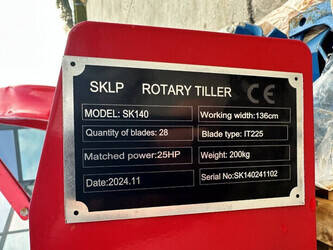 SKLP ROTARY TILLER CE
MODEL: SK140 Working width:136cm
Quantity of blades: 28 Blade type:IT225
Matched power:25HP Weight: 200kg
Date:2024.11 Serial No:SK140241102